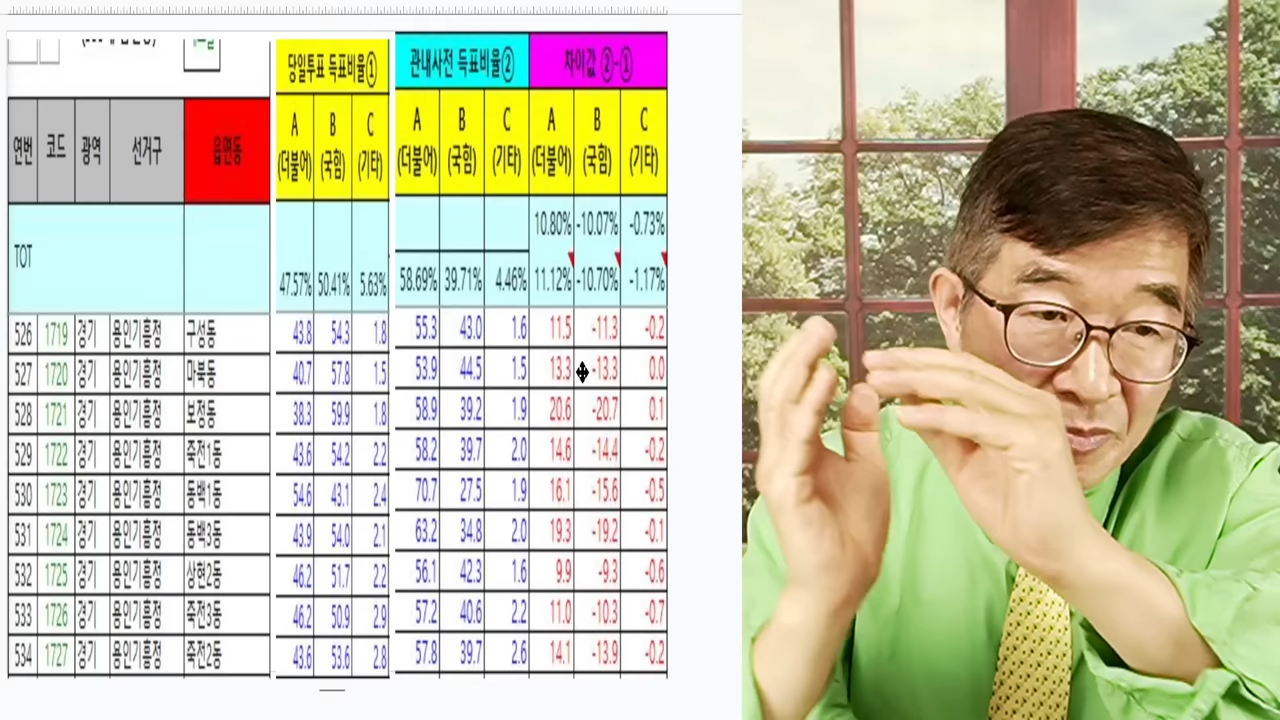 당일투표 득표비율① 관내사전 득표비율② 차이값 ②-①
연번 코드 광역 선거구 읍면동 A (더불어) B (국힘) C (기타) A (더불어) B (국힘) C (기타) A (더불어) B (국힘) C (기타)
10.80% -10.07% -0.73%
TOT 47.57% 50.41% 5.63% 58.69% 39.71% 4.46% 11.12% -10.70% -1.17%
526 1719 경기 용인기흥정 구성동 43.8 54.3 1.8 55.3 43.0 1.6 11.5 -11.3 -0.2
527 1720 경기 용인기흥정 마북동 40.7 57.8 1.5 53.9 44.5 1.5 13.3 -13.3 0.0
528 1721 경기 용인기흥정 보정동 38.3 59.9 1.8 58.9 39.2 1.9 20.6 -20.7 0.1
529 1722 경기 용인기흥정 죽전1동 43.6 54.2 2.2 58.2 39.7 2.0 14.6 -14.4 -0.2
530 1723 경기 용인기흥정 동백1동 54.6 43.1 2.4 70.7 27.5 1.9 16.1 -15.6 -0.5
531 1724 경기 용인기흥정 동백3동 43.9 54.0 2.1 63.2 34.8 2.0 19.3 -19.2 -0.1
532 1725 경기 용인기흥정 상현2동 46.2 51.7 2.2 56.1 42.3 1.6 9.9 -9.3 -0.6
533 1726 경기 용인기흥정 죽전3동 46.2 50.9 2.9 57.2 40.6 2.2 11.0 -10.3 -0.7
534 1727 경기 용인기흥정 죽전2동 43.6 53.6 2.8 57.8 39.7 2.6 14.1 -13.9 -0.2